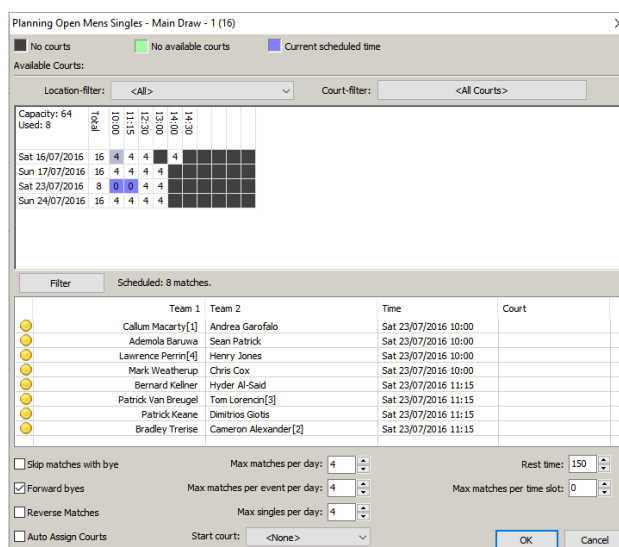 Planning Open Mens Singles - Main Draw - 1 (16)
No courts No available courts Current scheduled time
Available Courts:
Location-filter: <All> Court-filter: <All Courts>
Capacity: 64
Used: 8
Total 10:00 11:15 12:30 13:00 14:00 14:30
Sat 16/07/2016 16 4 4 4 4
Sun 17/07/2016 16 4 4 4 4
Sat 23/07/2016 8 0 0 4 4
Sun 24/07/2016 16 4 4 4 4
Filter Scheduled: 8 matches.
Team 1 Team 2 Time Court
Callum Macarty[1] Andrea Garofalo Sat 23/07/2016 10:00
Ademola Baruwa Sean Patrick Sat 23/07/2016 10:00
Lawrence Perrin[4] Henry Jones Sat 23/07/2016 10:00
Mark Weatherup Chris Cox Sat 23/07/2016 10:00
Bernard Kellner Hyder Al-Said Sat 23/07/2016 11:15
Patrick Van Breugel Tom Lorencin[3] Sat 23/07/2016 11:15
Patrick Keane Dimitrios Giotis Sat 23/07/2016 11:15
Bradley Trerise Cameron Alexander[2] Sat 23/07/2016 11:15
Skip matches with bye Max matches per day: 4 Rest time: 150
Forward byes Max matches per event per day: 4 Max matches per time slot: 0
Reverse Matches Max singles per day: 4
Auto Assign Courts Start court: <None> OK Cancel